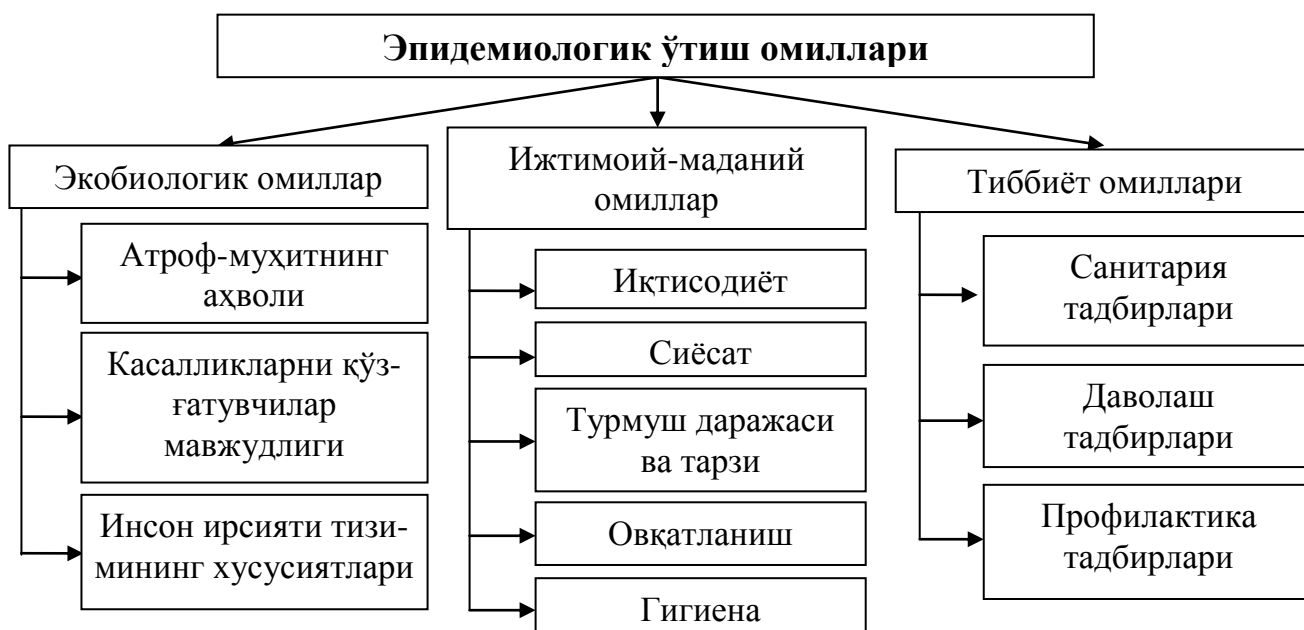 Эпидемиологик ўтиш омиллари
Экобиологик омиллар
Атроф-муҳитнинг
аҳволи
Касалликларни қўз-
ғатувчилар
мавжудлиги
Инсон ирсияти тизи-
мининг хусусиятлари
Ижтимоий-маданий
омиллар
Иқтисодиёт
Сиёсат
Турмуш даражаси
ва тарзи
Овқатланиш
Гигиена
Тиббиёт омиллари
Санитария
тадбирлари
Даволаш
тадбирлари
Профилактика
тадбирлари